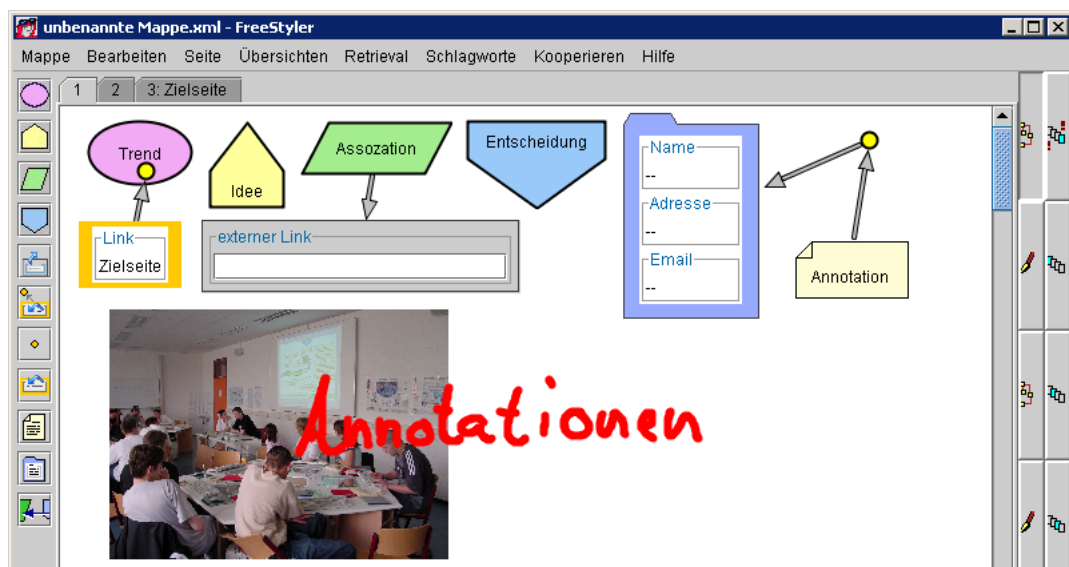 unbenannte Mappe.xml - FreeStyler
Mappe Bearbeiten Seite Übersichten Retrieval Schlagworte Kooperieren Hilfe
1 2 3: Zielseite
Trend
Idee
Assozation
Entscheidung
Name
--
Adresse
--
Email
--
Link
Zielseite
externer Link
Annotation
Annotationen